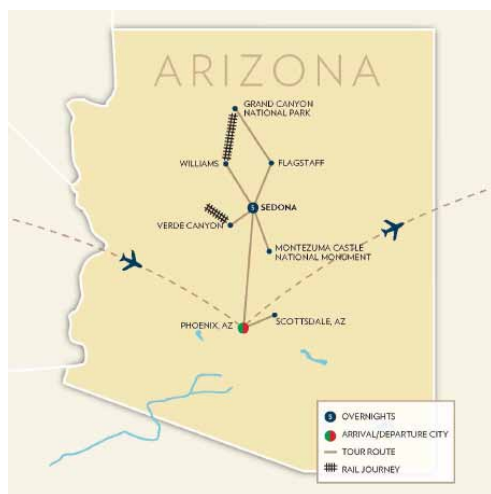 ARIZONA
GRAND CANYON
NATIONAL PARK
WILLIAMS
FLAGSTAFF
5 SEDONA
VERDE CANYON
MONTEZUMA CASTLE
NATIONAL MONUMENT
PHOENIX, AZ
SCOTTSDALE, AZ
5 OVERNIGHTS
ARRIVAL/DEPARTURE CITY
TOUR ROUTE
RAIL JOURNEY